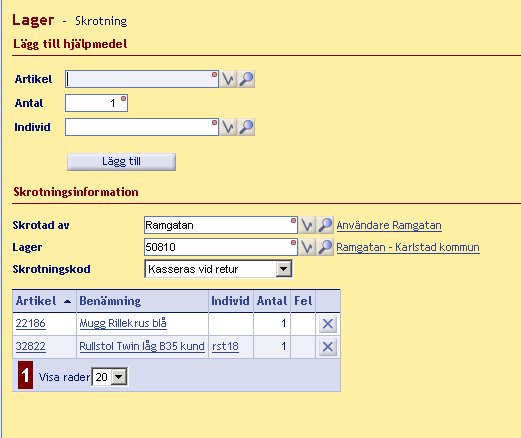 Lager - Skrotning
Lägg till hjälpmedel
Artikel
Antal 1
Individ
Lägg till
Skrotningsinformation
Skrotad av Ramgatan Användare Ramgatan
Lager 50810 Ramgatan - Karlstad kommun
Skrotningskod Kasseras vid retur
Artikel Benämning Individ Antal Fel
22186 Mugg Rillekrus blå 1
32822 Rullstol Twin låg B35 kund rst18 1
1 Visa rader 20